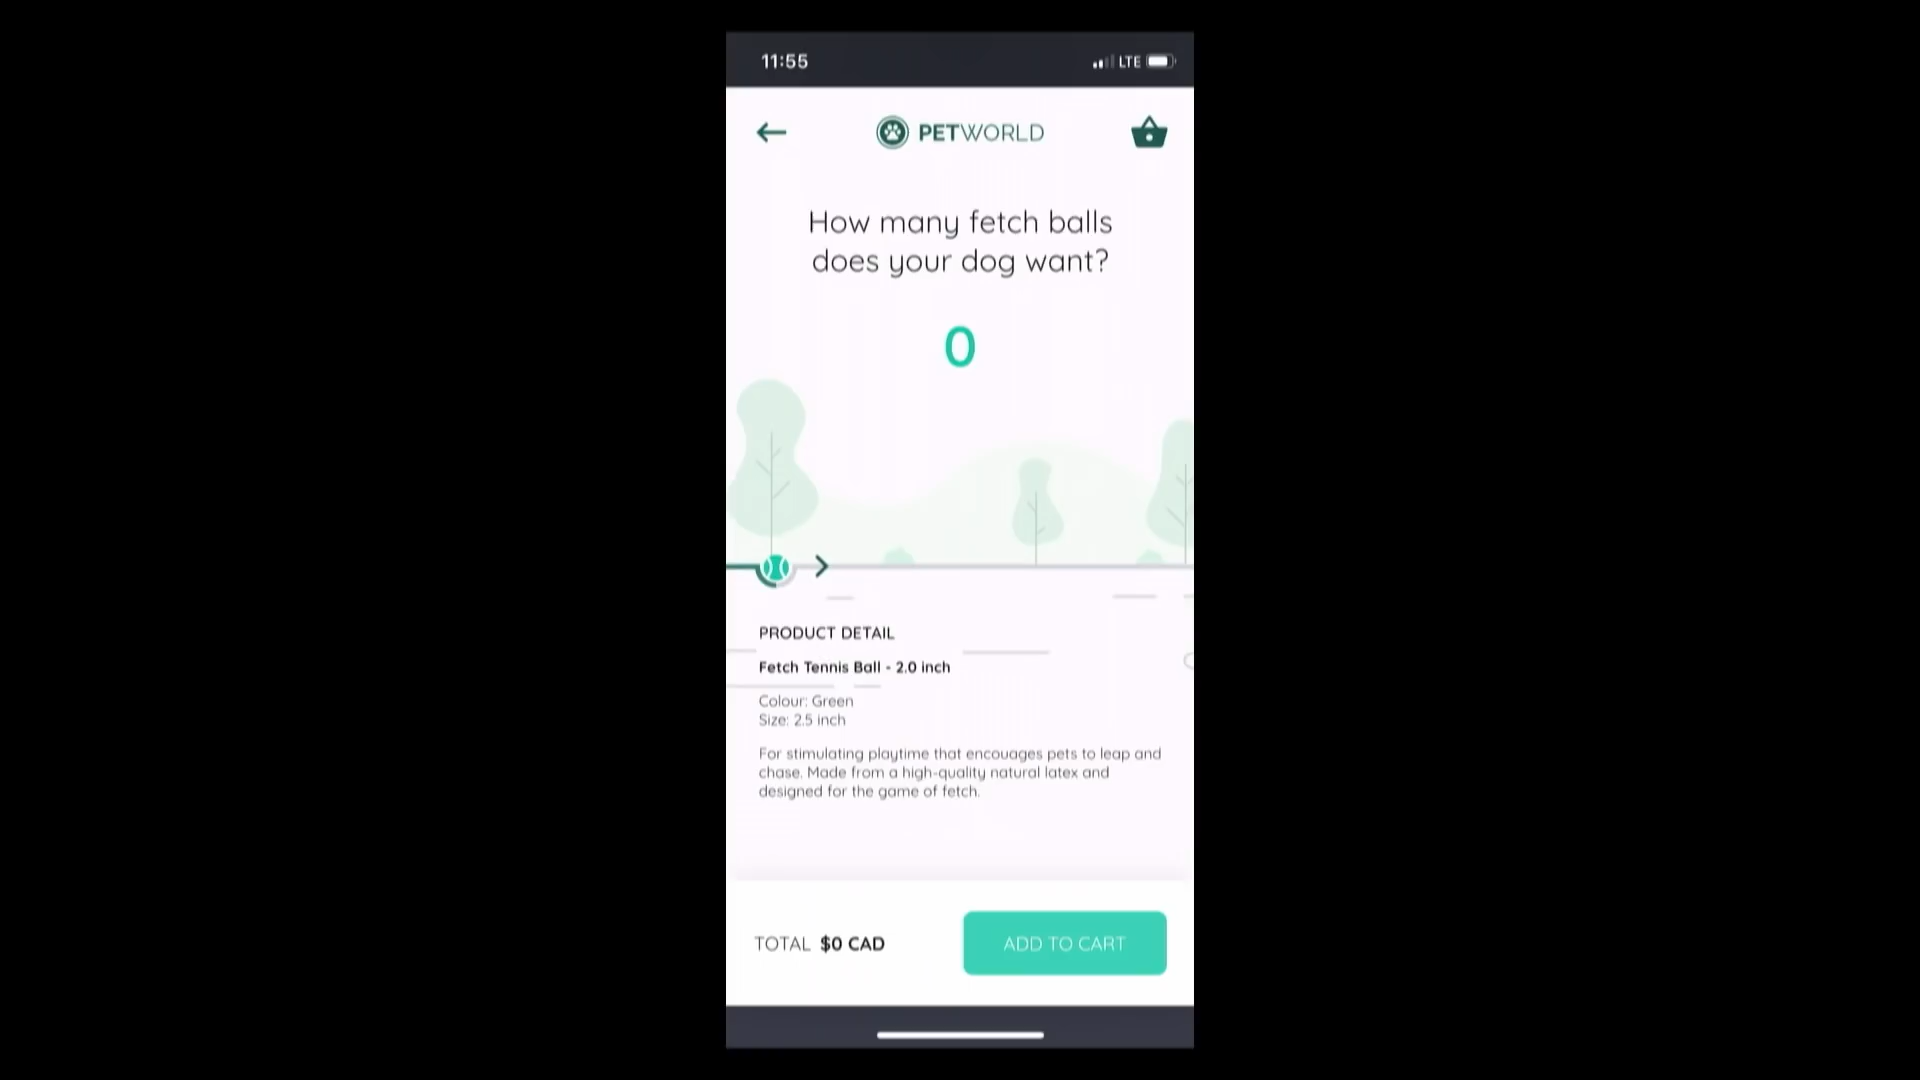 11:55
LTE
PETWORLD
How many fetch balls
does your dog want?
0
PRODUCT DETAIL
Fetch Tennis Ball - 2.0 inch
Colour: Green
Size: 2.5 inch
For stimulating playtime that encouages pets to leap and
chase. Made from a high-quality natural latex and
designed for the game of fetch.
TOTAL $0 CAD
ADD TO CART